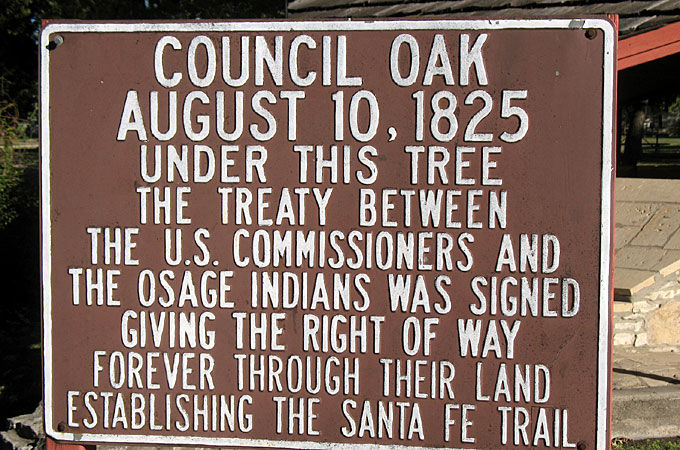 COUNCIL OAK
AUGUST 10, 1825
UNDER THIS TREE
THE TREATY BETWEEN
THE U.S. COMMISSIONERS AND
THE OSAGE INDIANS WAS SIGNED
GIVING THE RIGHT OF WAY
FOREVER THROUGH THEIR LAND
ESTABLISHING THE SANTA FE TRAIL